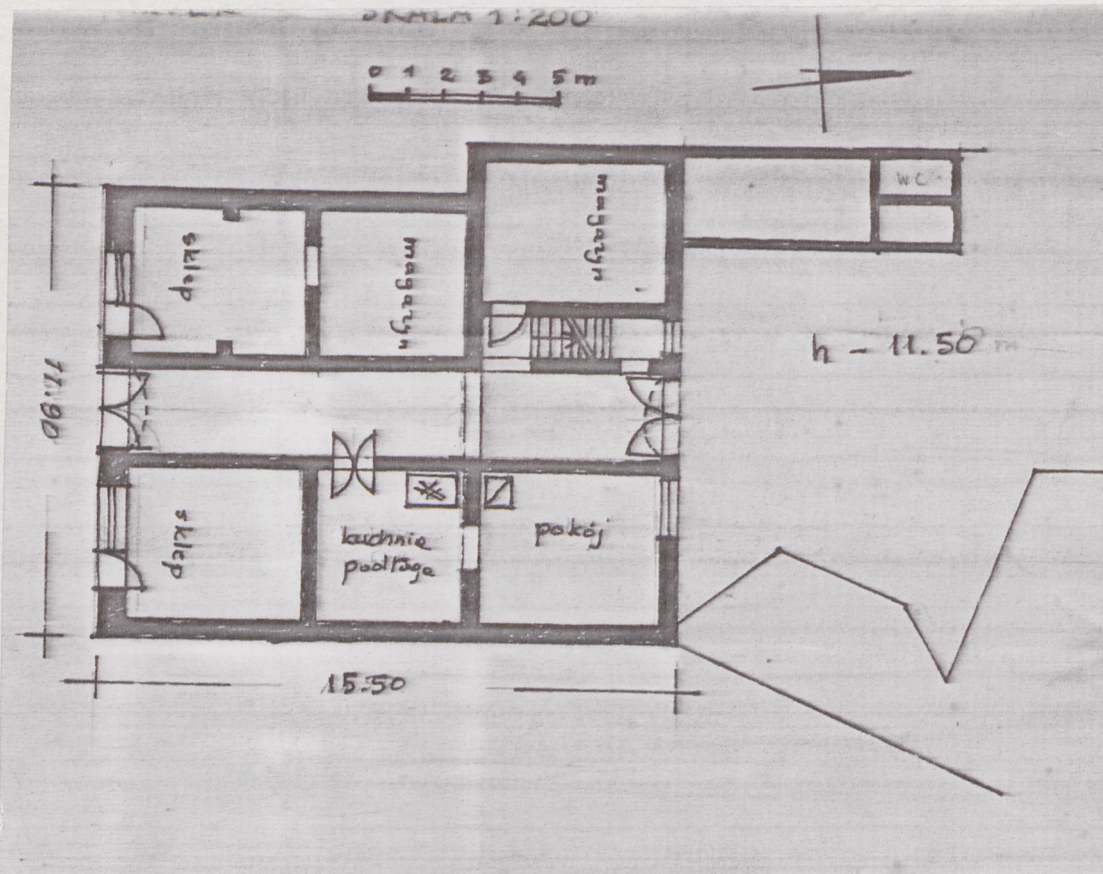 SKALA 1:200
0 1 2 3 4 5 m
WC
magazyn
sklep
magazyn
h - 11.50 m
11.90
sklep
kuchnia
podłoga
pokój
15.50